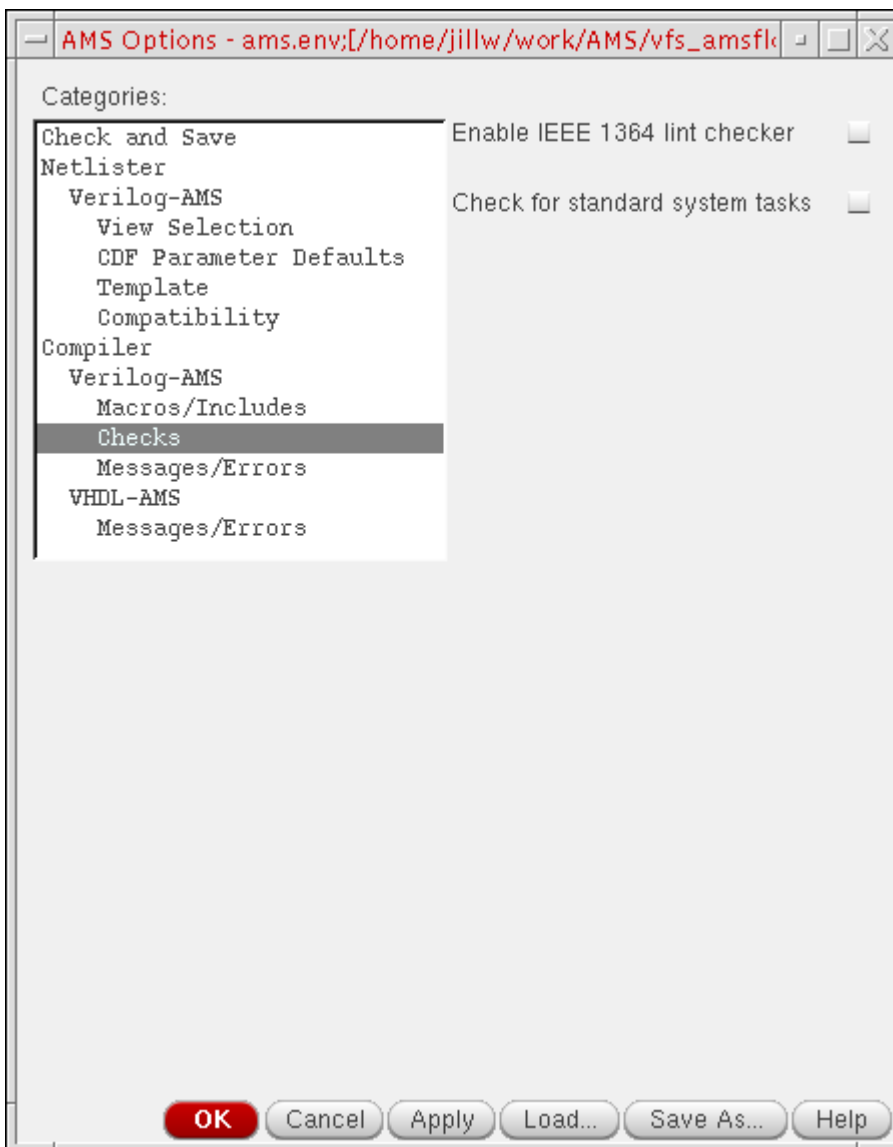 AMS Options - ams.env;[/home/jillw/work/AMS/vfs_amsfl
Categories:
Check and Save
Netlister
Verilog-AMS
View Selection
CDF Parameter Defaults
Template
Compatibility
Compiler
Verilog-AMS
Macros/Includes
Checks
Messages/Errors
VHDL-AMS
Messages/Errors
Enable IEEE 1364 lint checker
Check for standard system tasks
OK Cancel Apply Load... Save As... Help